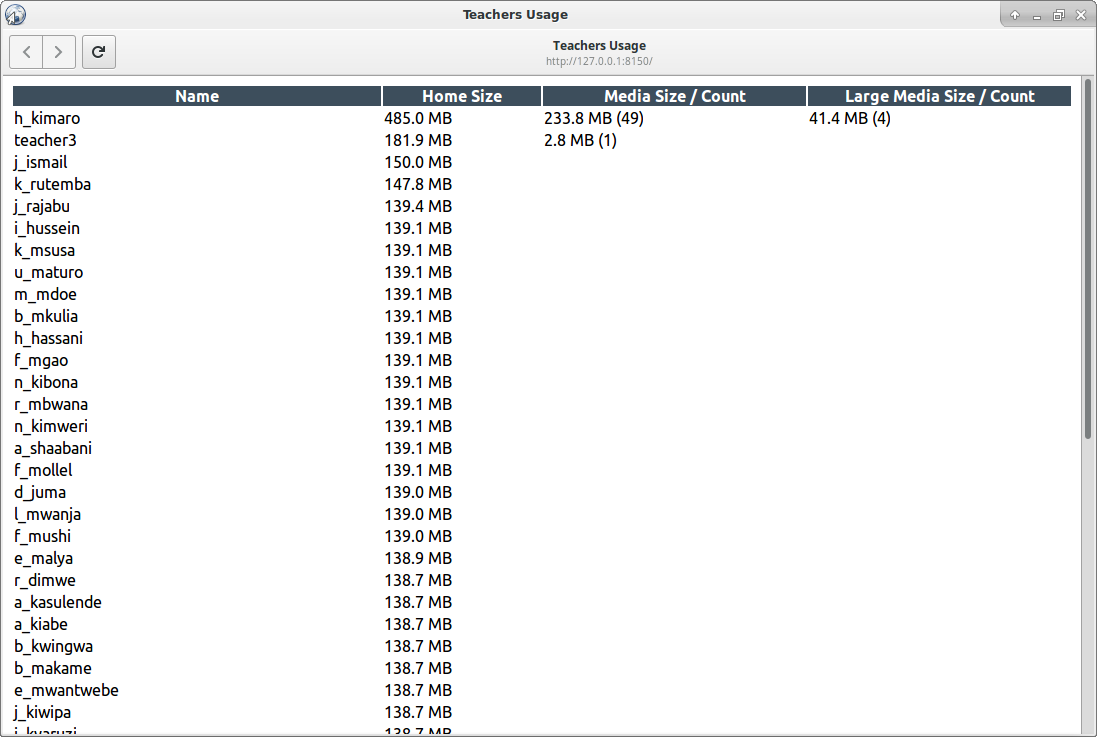 Teachers Usage
Teachers Usage
http://127.0.0.1:8150/
Name Home Size Media Size / Count Large Media Size / Count
h_kimaro 485.0 MB 233.8 MB (49) 41.4 MB (4)
teacher3 181.9 MB 2.8 MB (1)
j_ismail 150.0 MB
k_rutemba 147.8 MB
j_rajabu 139.4 MB
i_hussein 139.1 MB
k_msusa 139.1 MB
u_maturo 139.1 MB
m_mdoe 139.1 MB
b_mkulia 139.1 MB
h_hassani 139.1 MB
f_mgao 139.1 MB
n_kibona 139.1 MB
r_mbwana 139.1 MB
n_kimweri 139.1 MB
a_shaabani 139.1 MB
f_mollel 139.1 MB
d_juma 139.0 MB
l_mwanja 139.0 MB
f_mushi 139.0 MB
e_malya 138.9 MB
r_dimwe 138.7 MB
a_kasulende 138.7 MB
a_kiabe 138.7 MB
b_kwingwa 138.7 MB
b_makame 138.7 MB
e_mwantwebe 138.7 MB
j_kiwipa 138.7 MB
138.7 MB